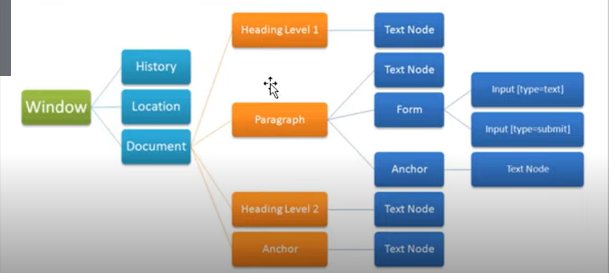 Window
History
Location
Document
Heading Level 1
Text Node
Paragraph
Text Node
Form
Input [type=text]
Input [type=submit]
Anchor
Text Node
Heading Level 2
Text Node
Anchor
Text Node